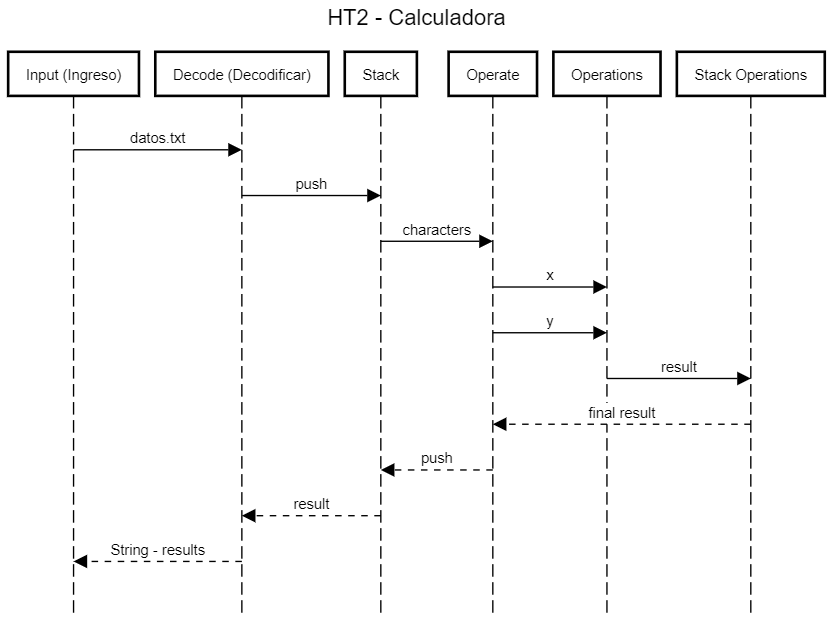 HT2 - Calculadora
Input (Ingreso)
Decode (Decodificar)
Stack
Operate
Operations
Stack Operations
datos.txt
push
characters
x
y
result
final result
push
result
String - results